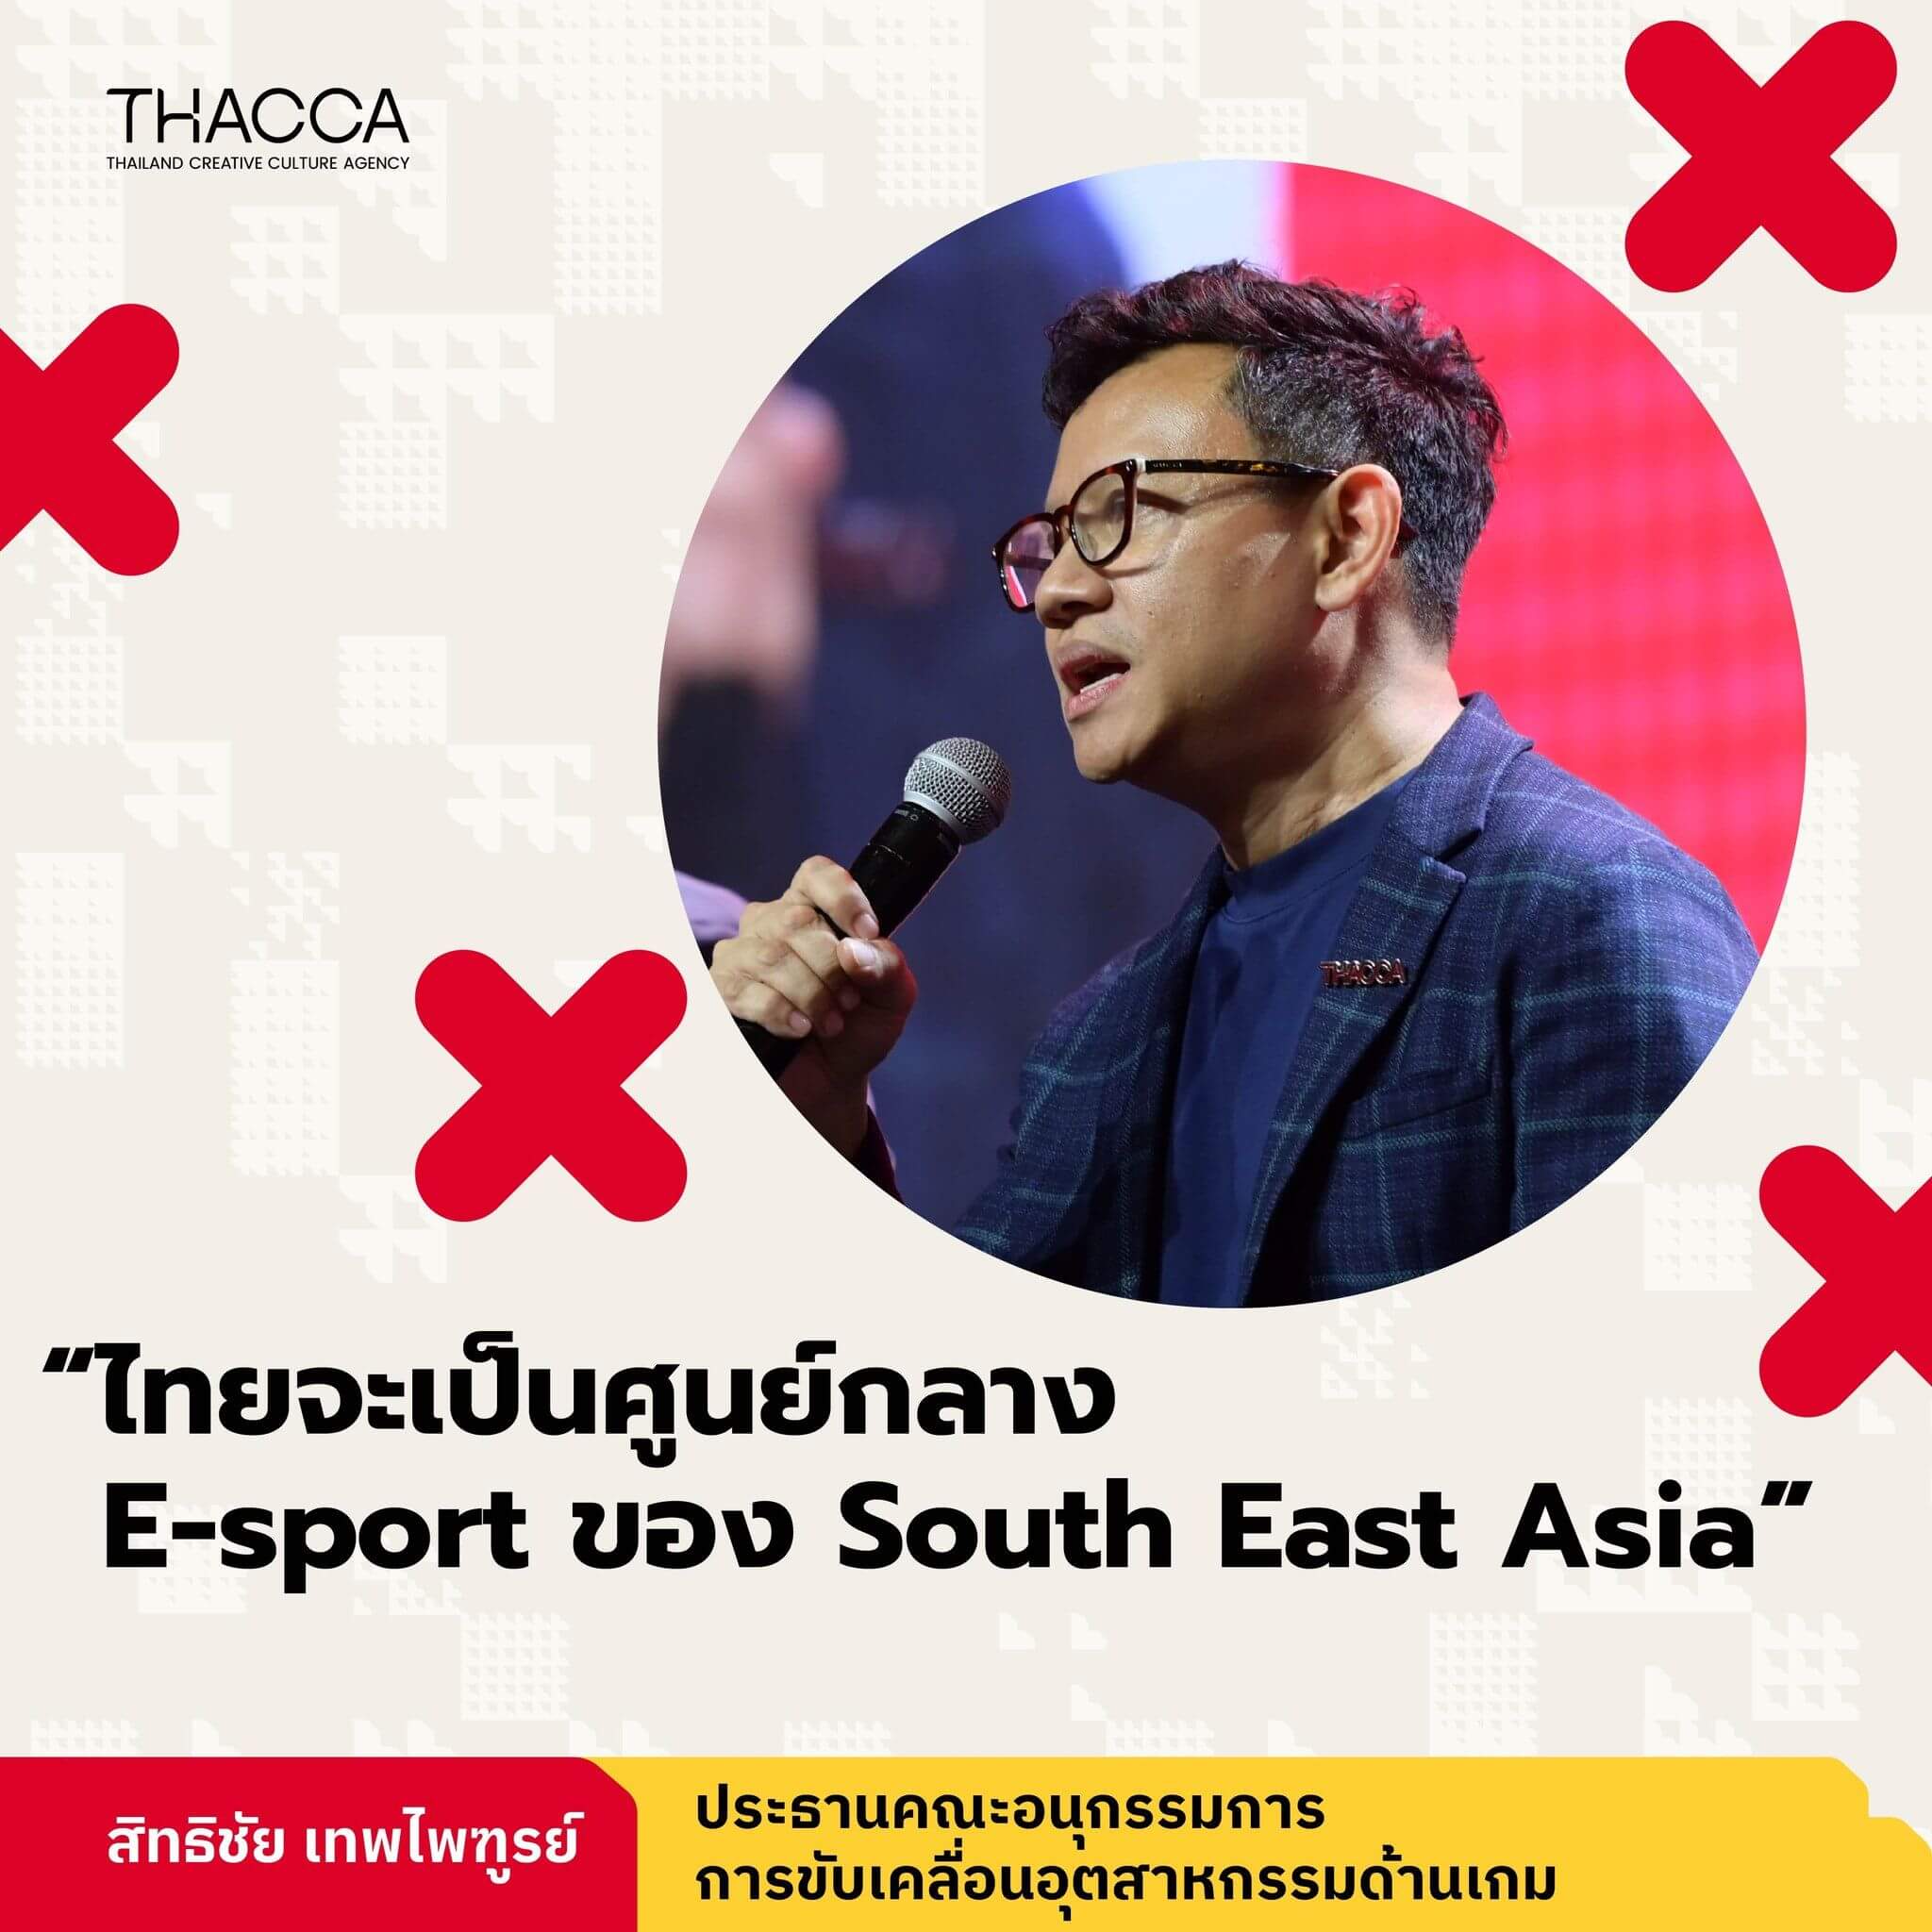 THACCA
THAILAND CREATIVE CULTURE AGENCY
THACCA
“ไทยจะเป็นศูนย์กลาง
E-sport ของ South East Asia”
สิทธิชัย เทพไพฑูรย์
ประธานคณะอนุกรรมการ
การขับเคลื่อนอุตสาหกรรมด้านเกม